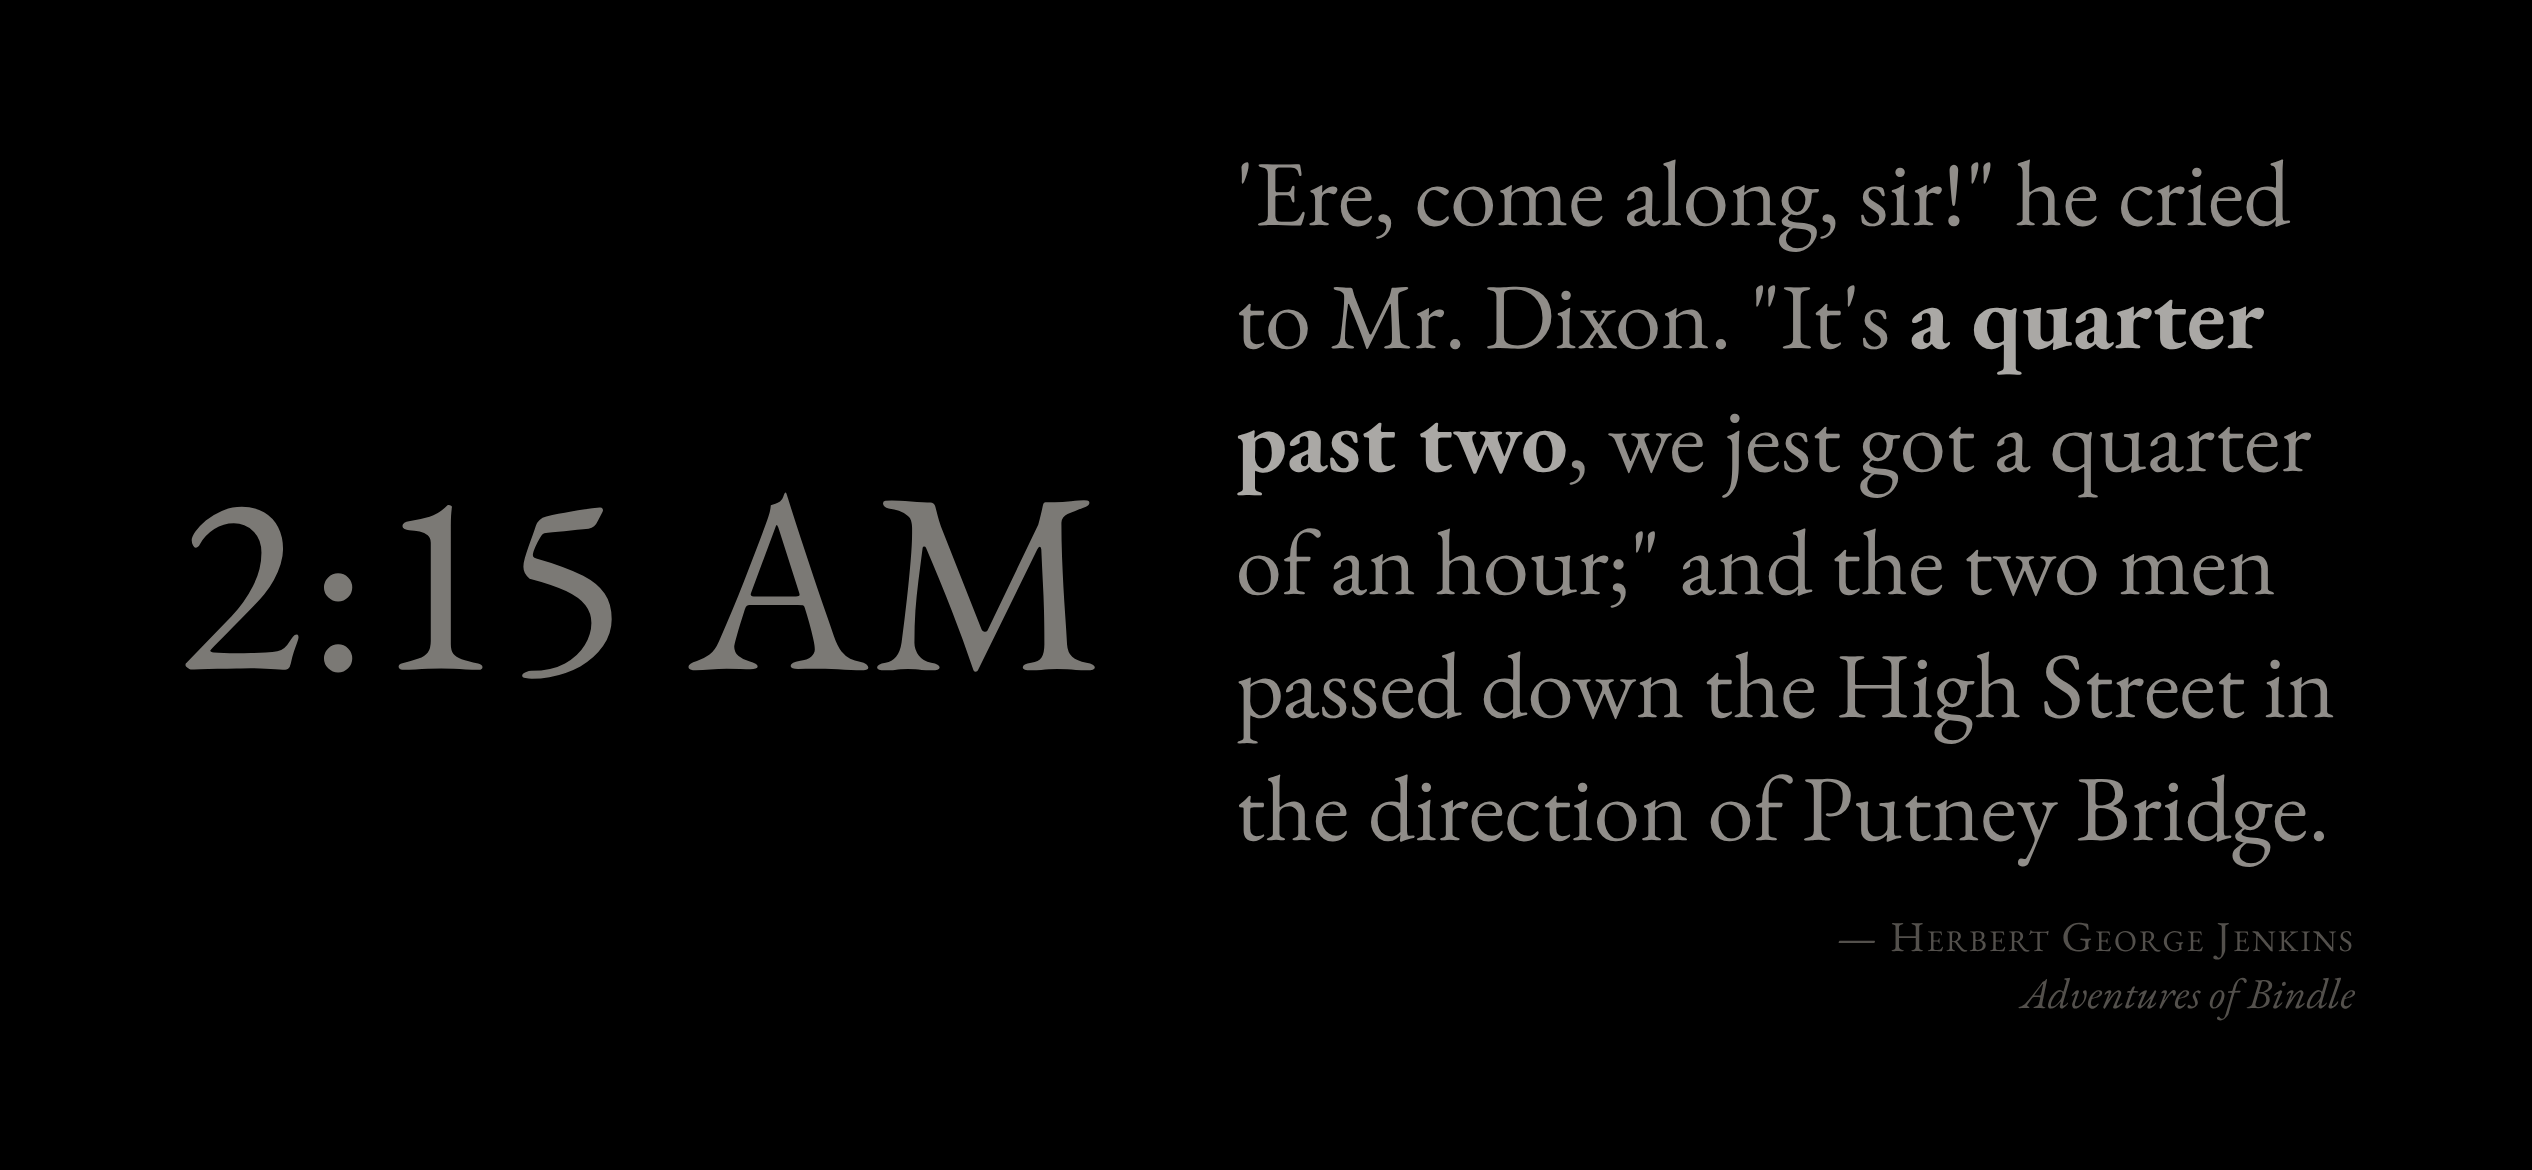 2:15 AM
'Ere, come along, sir!" he cried
to Mr. Dixon. "It's a quarter
past two, we jest got a quarter
of an hour;" and the two men
passed down the High Street in
the direction of Putney Bridge.
— Herbert George Jenkins
Adventures of Bindle